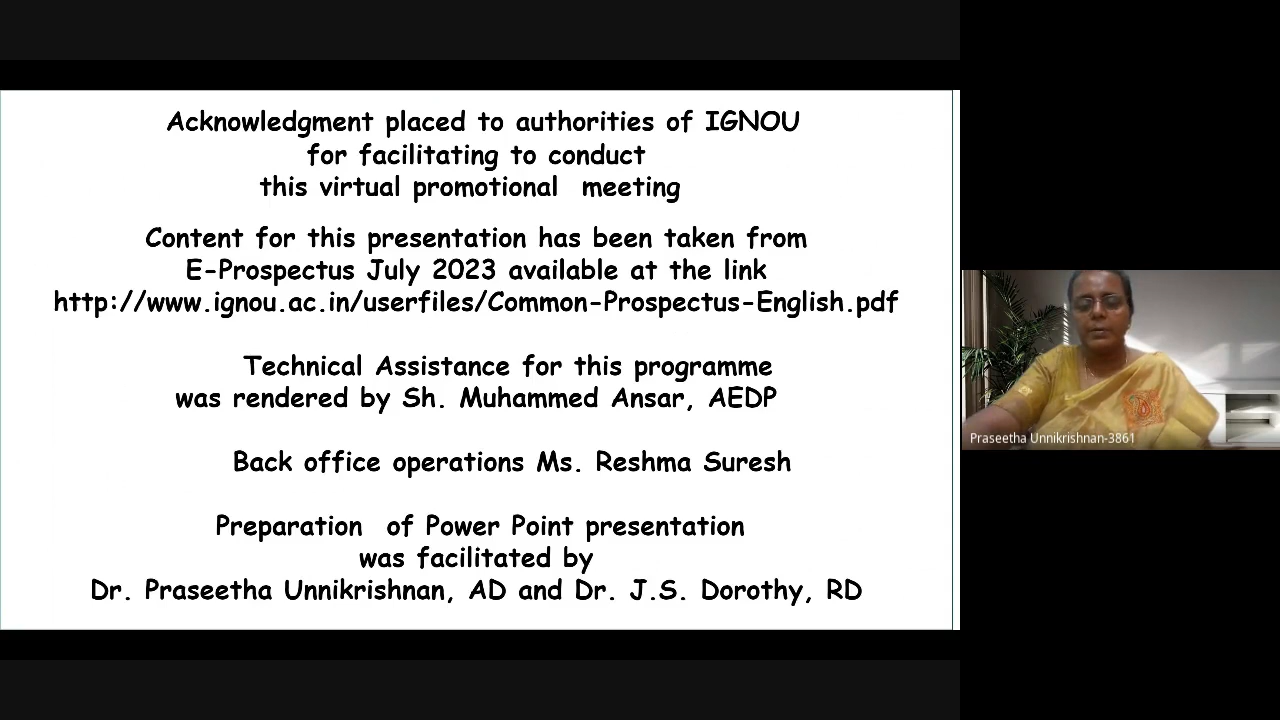 Acknowledgment placed to authorities of IGNOU
for facilitating to conduct
this virtual promotional meeting
Content for this presentation has been taken from
E-Prospectus July 2023 available at the link
http://www.ignou.ac.in/userfiles/Common-Prospectus-English.pdf
Technical Assistance for this programme
was rendered by Sh. Muhammed Ansar, AEDP
Back office operations Ms. Reshma Suresh
Preparation of Power Point presentation
was facilitated by
Dr. Praseetha Unnikrishnan, AD and Dr. J.S. Dorothy, RD
Praseetha Unnikrishnan-3861